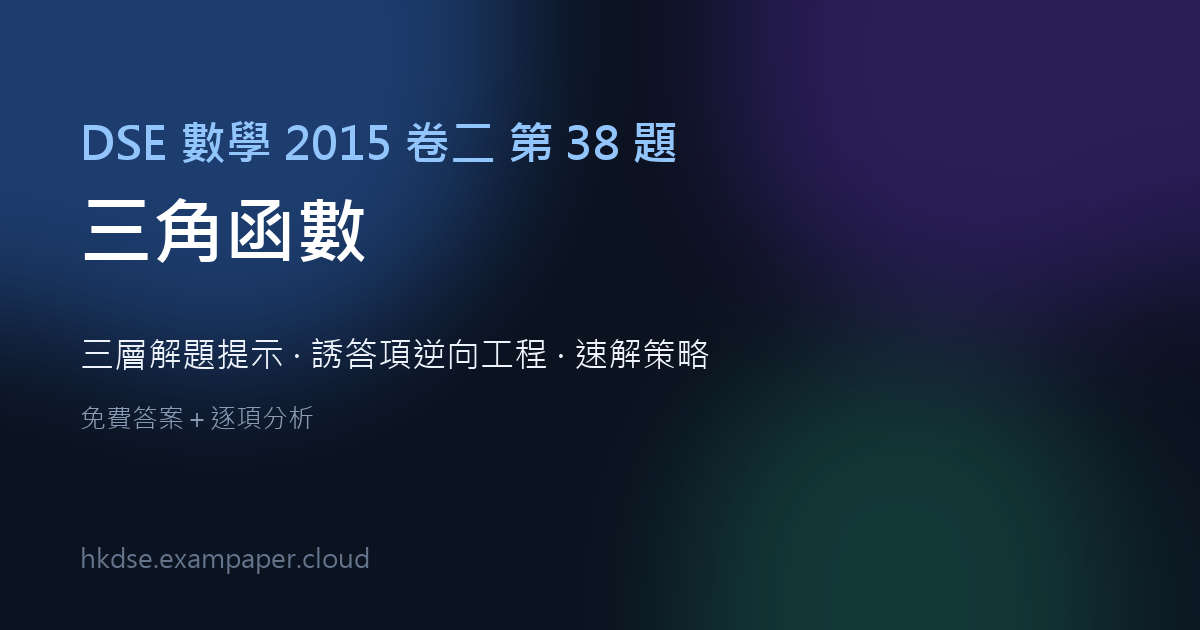 DSE 數學 2015 卷二 第 38 題
三角函數
三層解題提示 · 誘答項逆向工程 · 速解策略
免費答案 + 逐項分析
hkdse.exampaper.cloud